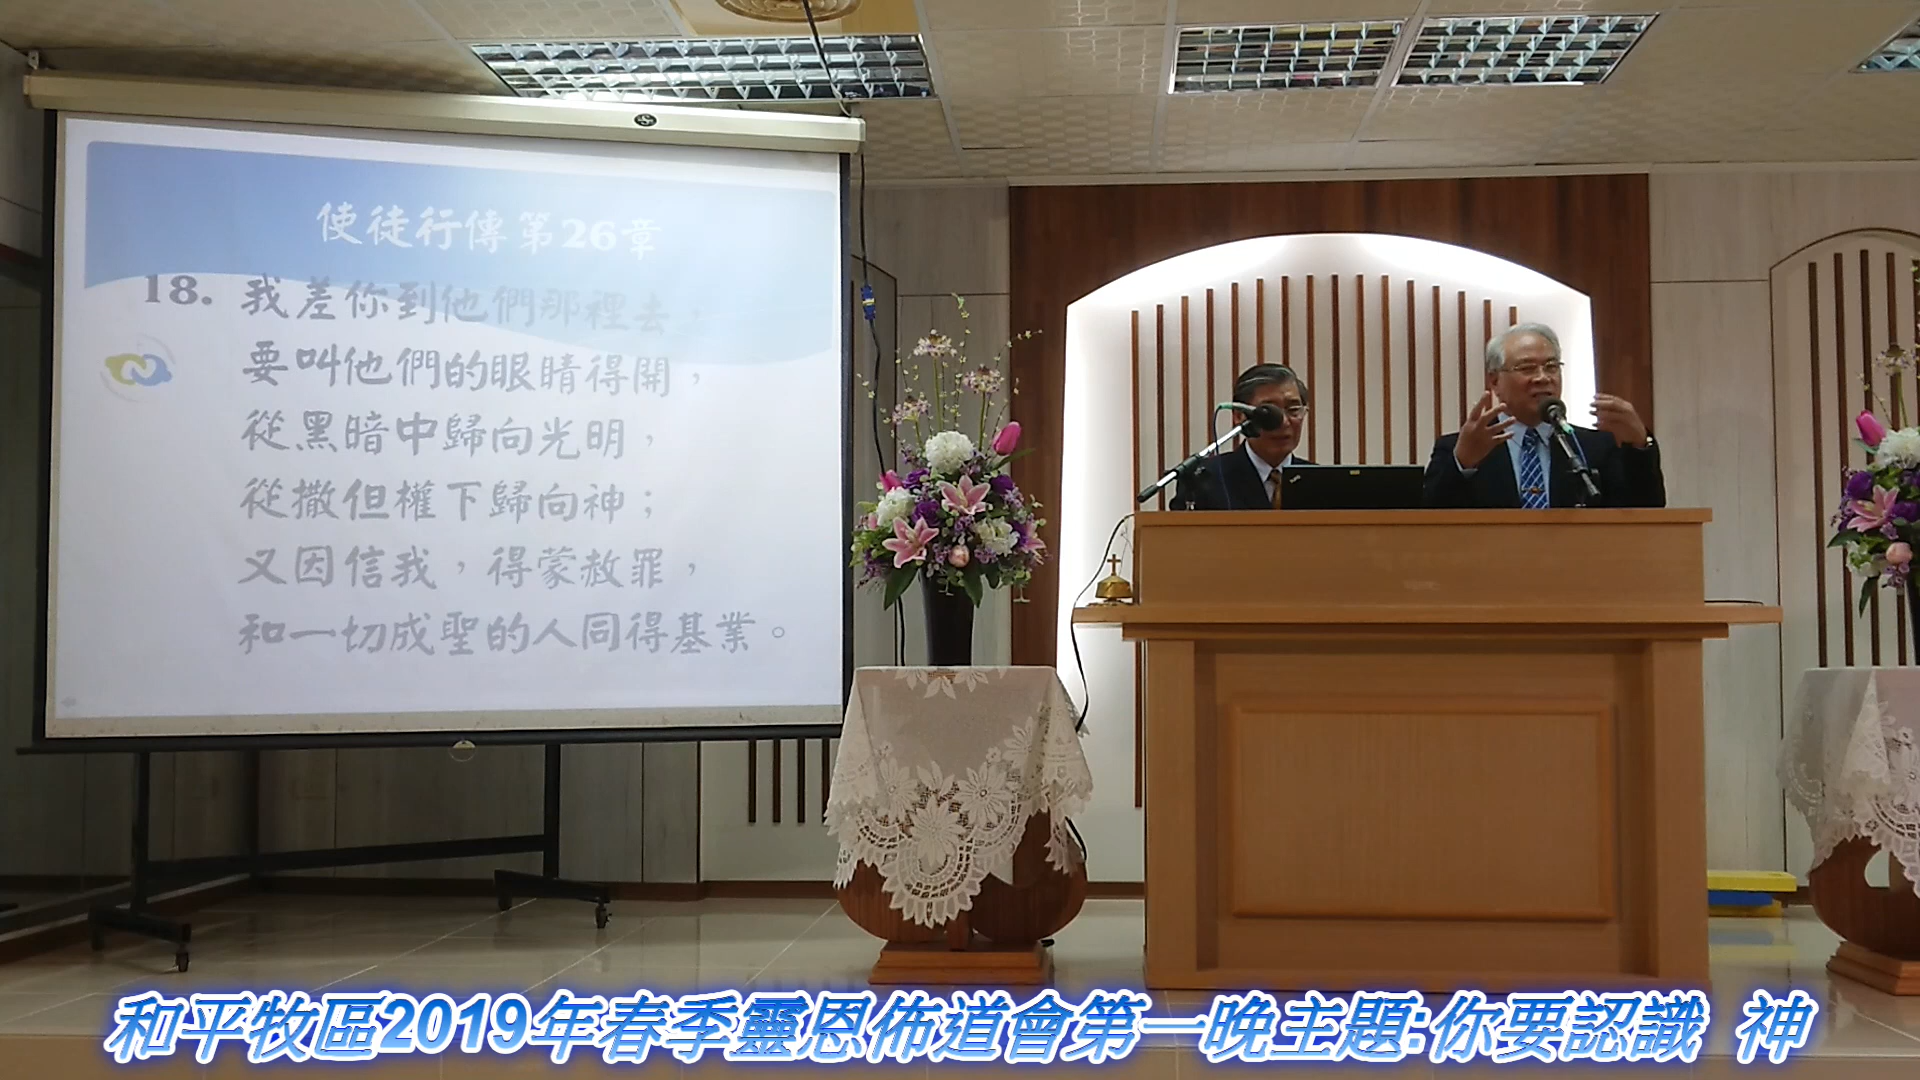 使徒行傳第26章
18. 我差你到他們那裡去，
要叫他們的眼睛得開，
從黑暗中歸向光明，
從撒但權下歸向神；
又因信我，得蒙赦罪，
和一切成聖的人同得基業。
和平牧區2019年春季靈恩佈道會第一晚主題:你要認識 神